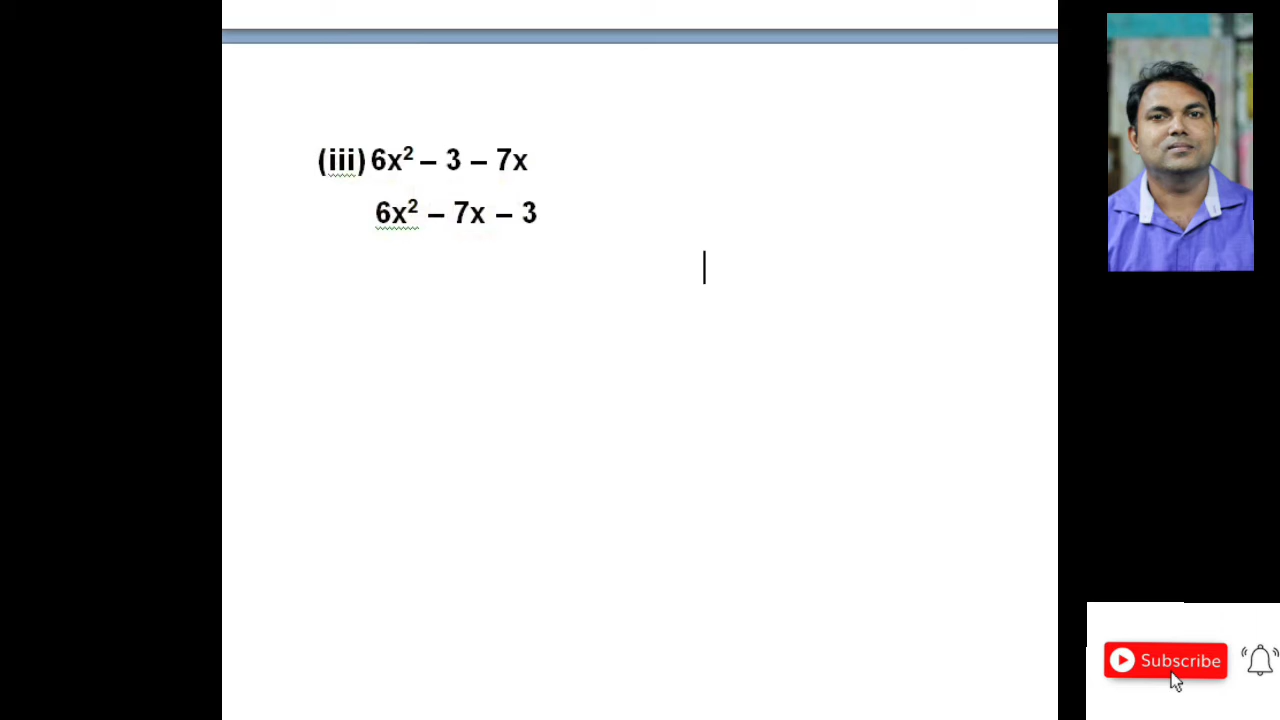 (iii) 6x² – 3 – 7x
6x² – 7x – 3
Subscribe